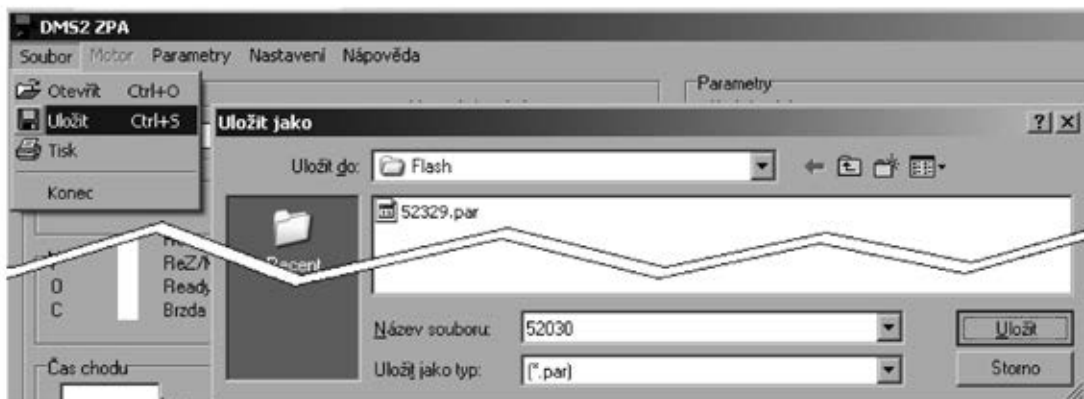 DMS2 ZPA
Soubor Motor Parametry Nastavení Nápověda
Otevřít Ctrl+O
Uložit Ctrl+S
Tisk
Konec
Parametry
Uložit jako
Uložit do: Flash
52329.par
Recent
ReZ/
O Ready
C Brzda
Název souboru: 52030 Uložit
Uložit jako typ: (*.par) Storno
Čas chodu